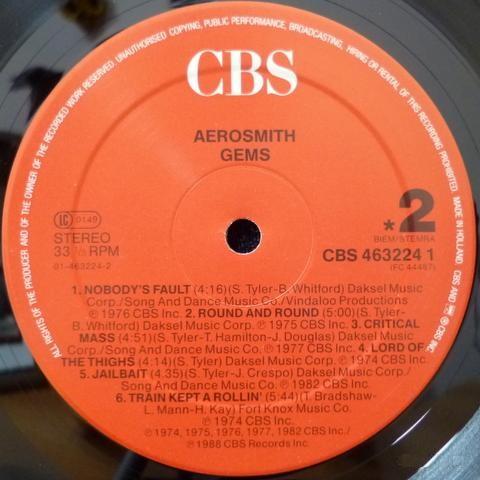 ALL RIGHTS OF THE PRODUCER AND OF THE OWNER OF THE RECORDED WORK RESERVED. UNAUTHORISED COPYING, PUBLIC PERFORMANCE, BROADCASTING, HIRING OR RENTAL OF THIS RECORDING PROHIBITED. MADE IN HOLLAND. CBS AND ® CBS INC.
CBS
AEROSMITH
GEMS
LC 0149
STEREO
33 ⅓ RPM
01-463224-2
*2
BIEM/STEMRA
CBS 463224 1
(FC 44487)
1. NOBODY'S FAULT (4:16)(S. Tyler-B. Whitford) Daksel Music
Corp./Song And Dance Music Co./Vindaloo Productions
℗ 1976 CBS Inc. 2. ROUND AND ROUND (5:00)(S. Tyler-
B. Whitford) Daksel Music Corp. ℗ 1975 CBS Inc. 3. CRITICAL
MASS (4:51)(S. Tyler-T. Hamilton-J. Douglas) Daksel Music
Corp./Song and Dance Music Co. ℗ 1977 CBS Inc. 4. LORD OF
THE THIGHS (4:14)(S. Tyler) Daksel Music Corp. ℗ 1974 CBS Inc.
5. JAILBAIT (4.35)(S. Tyler-J. Crespo) Daksel Music
Corp./Song And Dance Music Co. ℗ 1982 CBS Inc.
6. TRAIN KEPT A ROLLIN' (5:44)(T. Bradshaw-
L. Mann-H. Kay) Fort Knox Music Co.
℗ 1974 CBS Inc.
℗ 1974, 1975, 1976, 1977, 1982 CBS Inc./
℗ 1988 CBS Records Inc.